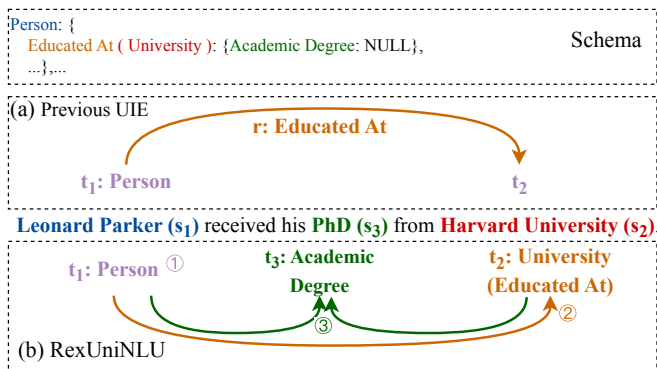 Person: {
Educated At ( University ): {Academic Degree: NULL},
...},...
Schema
(a) Previous UIE
r: Educated At
t1: Person
t2
Leonard Parker (s1) received his PhD (s3) from Harvard University (s2).
t1: Person ①
t3: Academic
Degree
t2: University
(Educated At)
②
③
(b) RexUniNLU